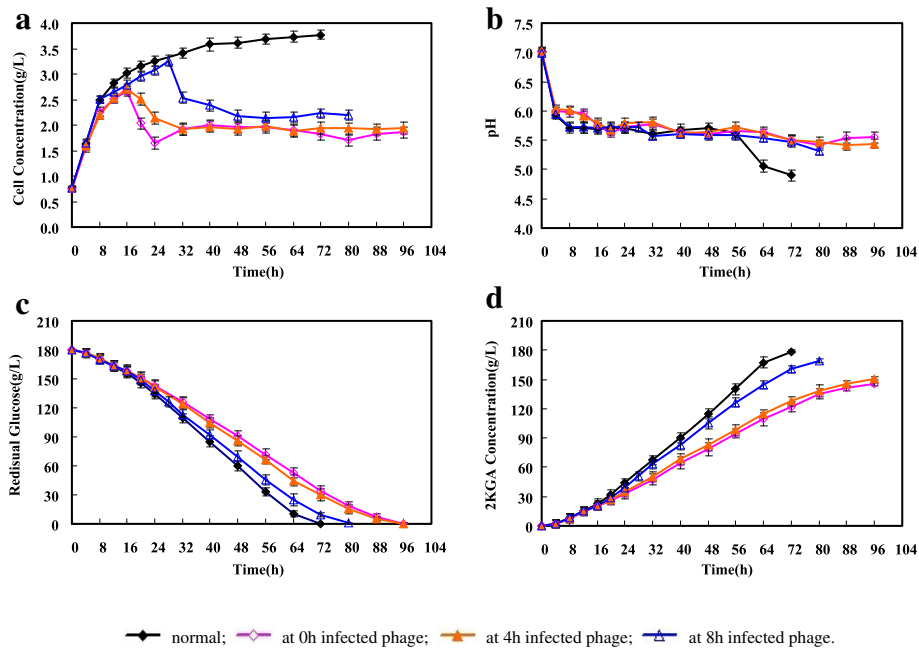 a
4.0
3.5
3.0
2.5
2.0
1.5
1.0
0.5
0.0
Cell Concentration(g/L)
0 8 16 24 32 40 48 56 64 72 80 88 96 104
Time(h)
b
7.5
7.0
6.5
6.0
5.5
5.0
4.5
4.0
pH
0 8 16 24 32 40 48 56 64 72 80 88 96 104
Time(h)
c
210
180
150
120
90
60
30
0
Redisual Glucose(g/L)
0 8 16 24 32 40 48 56 64 72 80 88 96 104
Time(h)
d
210
180
150
120
90
60
30
0
2KGA Concentration(g/L)
0 8 16 24 32 40 48 56 64 72 80 88 96 104
Time(h)
normal; at 0h infected phage; at 4h infected phage; at 8h infected phage.